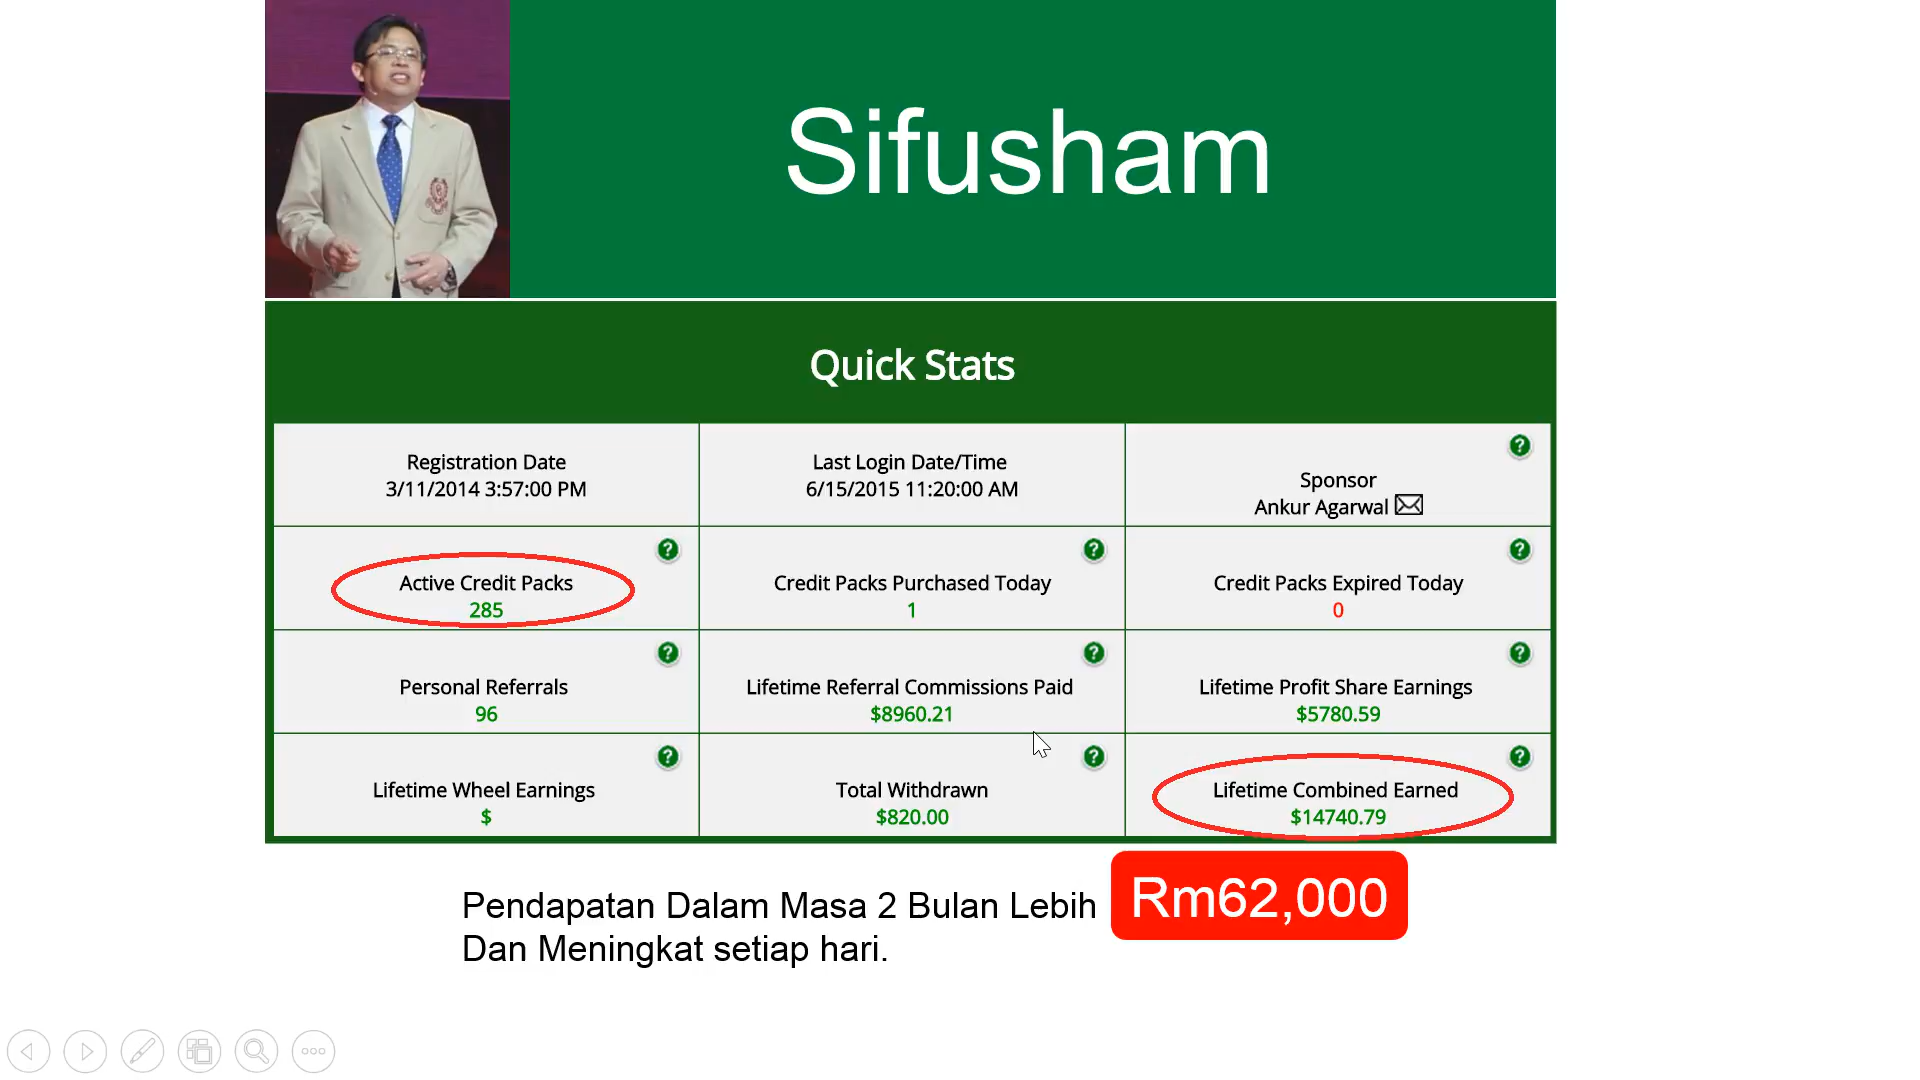 Sifusham
Quick Stats
Registration Date
3/11/2014 3:57:00 PM
Last Login Date/Time
6/15/2015 11:20:00 AM
Sponsor
Ankur Agarwal
Active Credit Packs
285
Credit Packs Purchased Today
1
Credit Packs Expired Today
0
Personal Referrals
96
Lifetime Referral Commissions Paid
$8960.21
Lifetime Profit Share Earnings
$5780.59
Lifetime Wheel Earnings
$
Total Withdrawn
$820.00
Lifetime Combined Earned
$14740.79
Pendapatan Dalam Masa 2 Bulan Lebih Rm62,000
Dan Meningkat setiap hari.